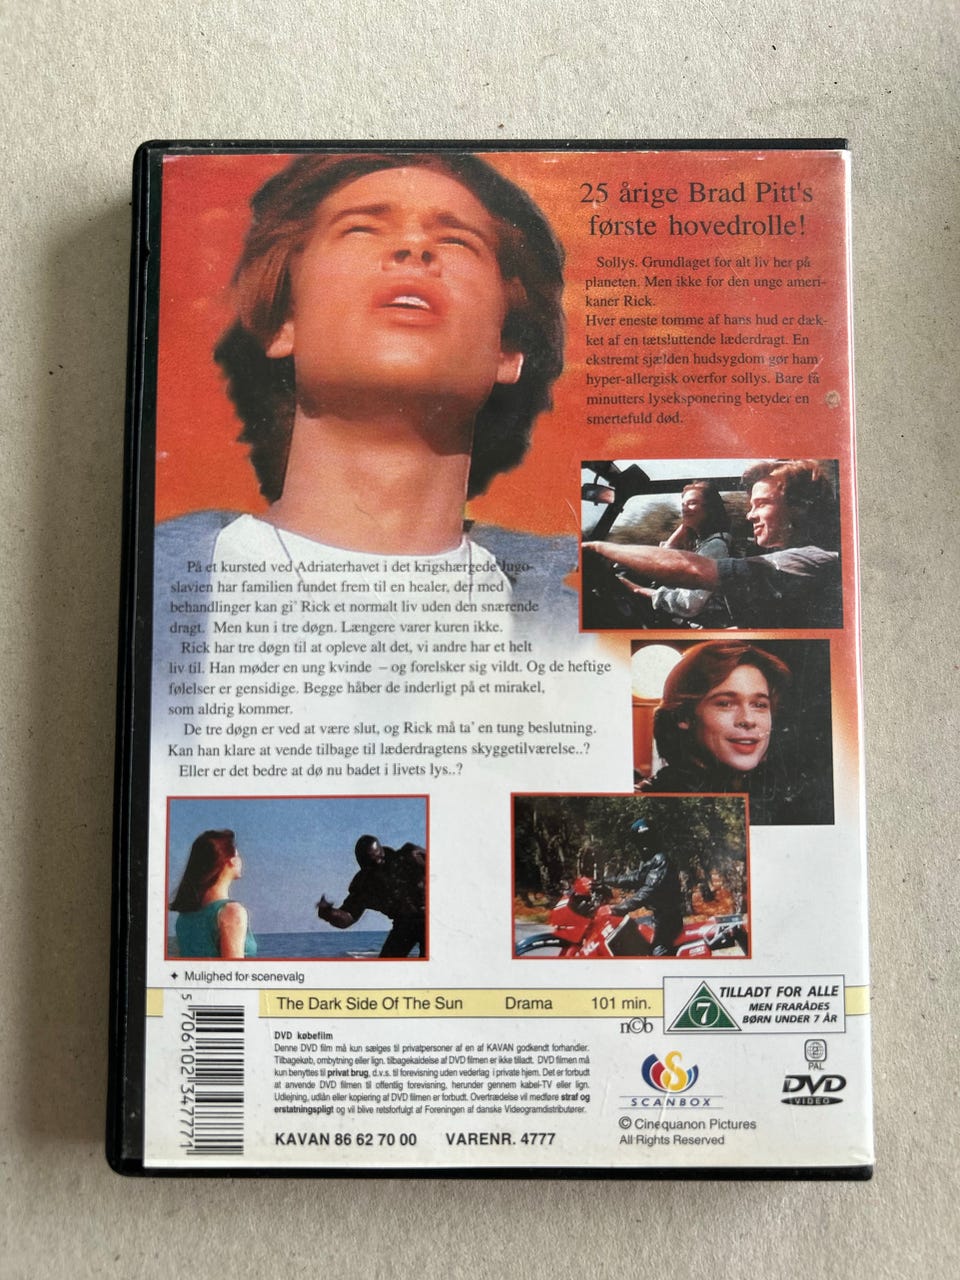 25 årige Brad Pitt's
første hovedrolle!
Sollys. Grundlaget for alt liv her på
planeten. Men ikke for den unge ameri-
kaner Rick.
Hver eneste tomme af hans hud er dæk-
ket af en tætsluttende læderdragt. En
ekstremt sjælden hudsygdom gør ham
hyper-allergisk overfor sollys. Bare få
minutters lyseksponering betyder en
smertefuld død.
På et kursted ved Adriaterhavet i det krigshærgede Jugo-
slavien har familien fundet frem til en healer, der med
behandlinger kan gi' Rick et normalt liv uden den snærende
dragt. Men kun i tre døgn. Længere varer kuren ikke.
Rick har tre døgn til at opleve alt det, vi andre har et helt
liv til. Han møder en ung kvinde – og forelsker sig vildt. Og de heftige
følelser er gensidige. Begge håber de inderligt på et mirakel,
som aldrig kommer.
De tre døgn er ved at være slut, og Rick må ta' en tung beslutning.
Kan han klare at vende tilbage til læderdragtens skyggetilværelse..?
Eller er det bedre at dø nu badet i livets lys..?
✦ Mulighed for scenevalg
The Dark Side Of The Sun Drama 101 min.
7
TILLADT FOR ALLE
MEN FRARÅDES
BØRN UNDER 7 ÅR
n©b
5 706102 347771
DVD købefilm
Denne DVD film må kun sælges til privatpersoner af en af KAVAN godkendt forhandler.
Tilbagekøb, ombytning eller lign. tilbagekaldelse af DVD filmen er ikke tilladt. DVD filmen må
kun benyttes til privat brug, d.v.s. til forevisning uden vederlag i private hjem. Det er forbudt
at anvende DVD filmen til offentlig forevisning, herunder gennem kabel-TV eller lign.
Udlejning, udlån eller kopiering af DVD filmen er forbudt. Overtrædelse vil medføre straf og
erstatningspligt og vil blive retsforfulgt af Foreningen af danske Videogramdistributører.
KAVAN 86 62 70 00 VARENR. 4777
SCANBOX
PAL
DVD
VIDEO
© Cinequanon Pictures
All Rights Reserved